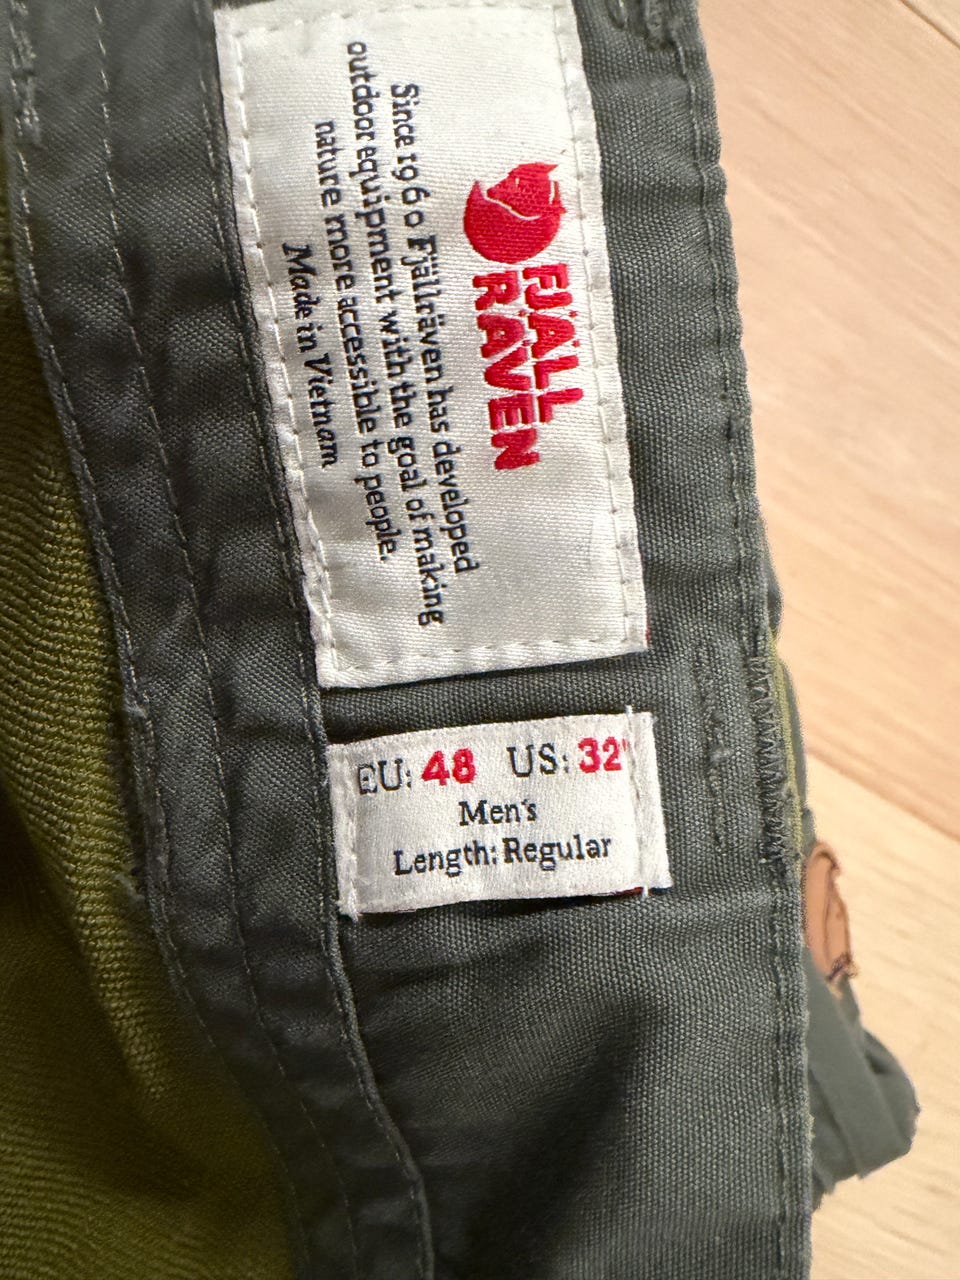 FJÄLL
RÄVEN
Since 1960 Fjällräven has developed
outdoor equipment with the goal of making
nature more accessible to people.
Made in Vietnam
EU: 48 US: 32"
Men's
Length: Regular